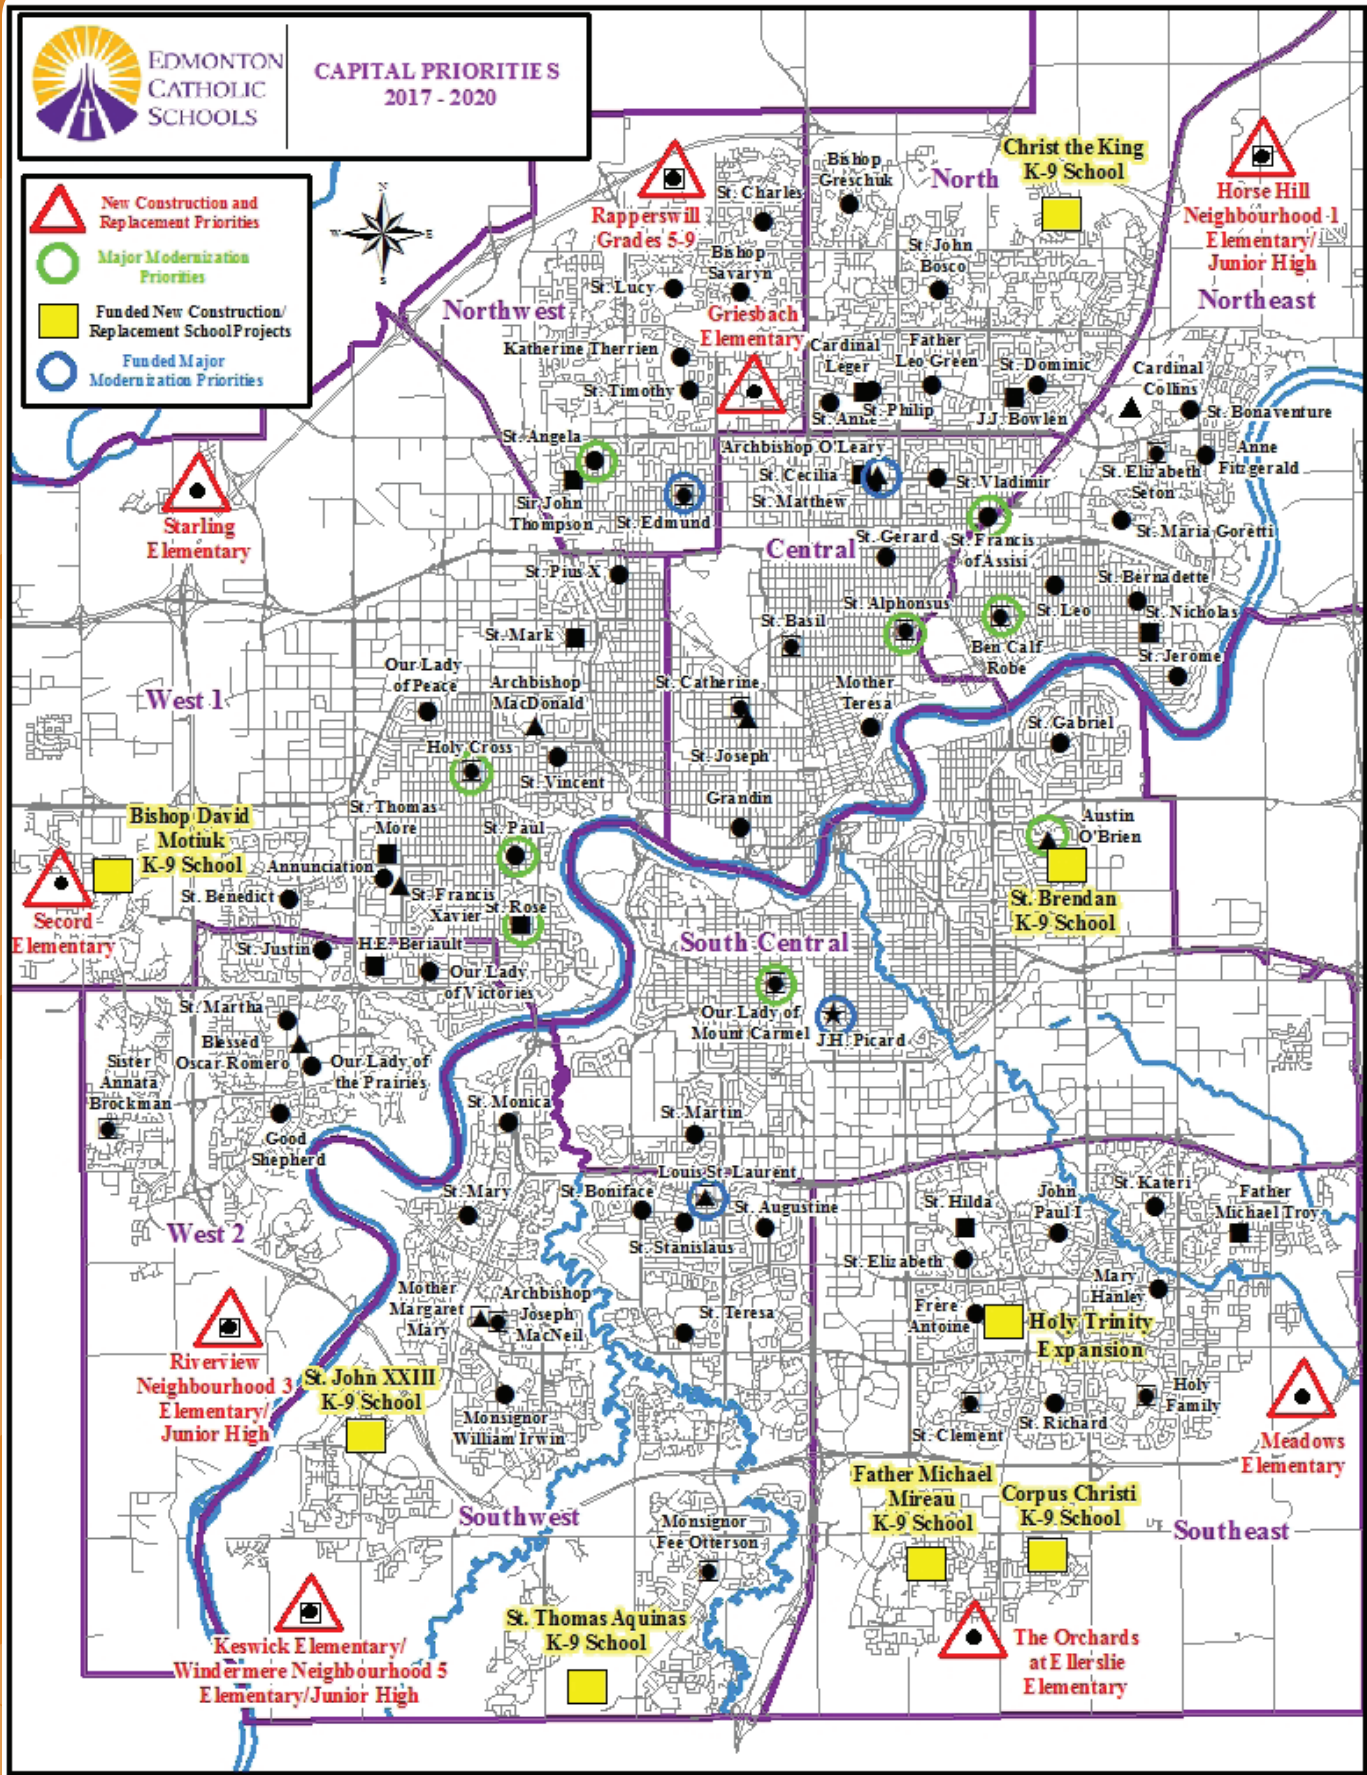 EDMONTON
CATHOLIC
SCHOOLS
CAPITAL PRIORITIES
2017 - 2020
New Construction and
Replacement Priorities
Major Modernization
Priorities
Funded New Construction/
Replacement School Projects
Funded Major
Modernization Priorities
N
W
E
S
Rapperswill
Grades 5-9
St. Charles
Bishop
Greschuk
North
Christ the King
K-9 School
Horse Hill
Neighbourhood 1
Elementary/
Junior High
Northeast
Bishop
Savaryn
St. Lucy
St. John
Bosco
Northwest
Griesbach
Elementary
Katherine Therrien
St. Timothy
Cardinal
Leger
Father
Leo Green
St. Dominic
St. Anne
St. Philip
J.J. Bowlen
Cardinal
Collins
St. Bonaventure
Anne
Fitzgerald
St. Elizabeth
Seton
St. Maria Goretti
St. Angela
Sir John
Thompson
St. Edmund
Archbishop O'Leary
St. Cecilia
St. Matthew
St. Vladimir
Starling
Elementary
Central
St. Gerard
St. Francis
of Assisi
St. Pius X
St. Bernadette
St. Leo
St. Nicholas
St. Alphonsus
St. Basil
Ben Calf
Robe
St. Jerome
St. Mark
Our Lady
of Peace
Archbishop
MacDonald
St. Catherine
Mother
Teresa
West 1
St. Gabriel
Holy Cross
St. Vincent
St. Joseph
Grandin
Bishop David
Motiuk
K-9 School
St. Thomas
More
St. Paul
Austin
O'Brien
Annunciation
St. Benedict
St. Francis
Xavier
St. Rose
St. Brendan
K-9 School
Secord
Elementary
St. Justin
H.E. Beriault
Our Lady
of Victories
South Central
St. Martha
Our Lady of
Mount Carmel
J.H. Picard
Blessed
Oscar Romero
Our Lady of
the Prairies
Sister
Annata
Brockman
Good
Shepherd
St. Monica
St. Martin
Louis St. Laurent
St. Mary
St. Boniface
St. Augustine
St. Stanislaus
St. Hilda
John
Paul I
St. Kateri
Father
Michael Troy
West 2
St. Elizabeth
Mother
Margaret
Mary
Archbishop
Joseph
MacNeil
St. Teresa
Frère
Antoine
Mary
Hanley
Holy Trinity
Expansion
Riverview
Neighbourhood 3
Elementary/
Junior High
St. John XXIII
K-9 School
Monsignor
William Irwin
St. Clement
St. Richard
Holy
Family
Meadows
Elementary
Southwest
Father Michael
Mireau
K-9 School
Corpus Christi
K-9 School
Southeast
Monsignor
Fee Otterson
St. Thomas Aquinas
K-9 School
Keswick Elementary/
Windermere Neighbourhood 5
Elementary/Junior High
The Orchards
at Ellerslie
Elementary